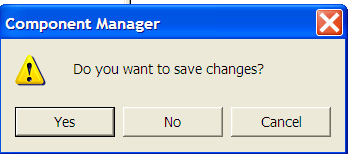 Component Manager
Do you want to save changes?
Yes No Cancel